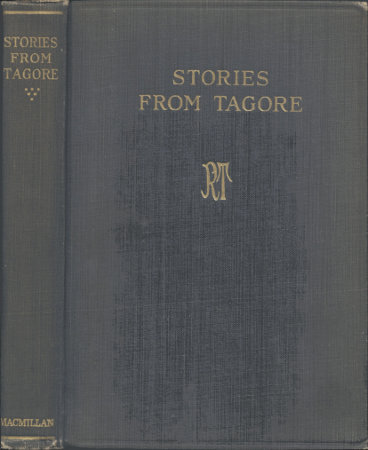 STORIES
FROM
TAGORE
MACMILLAN
STORIES
FROM TAGORE
RT